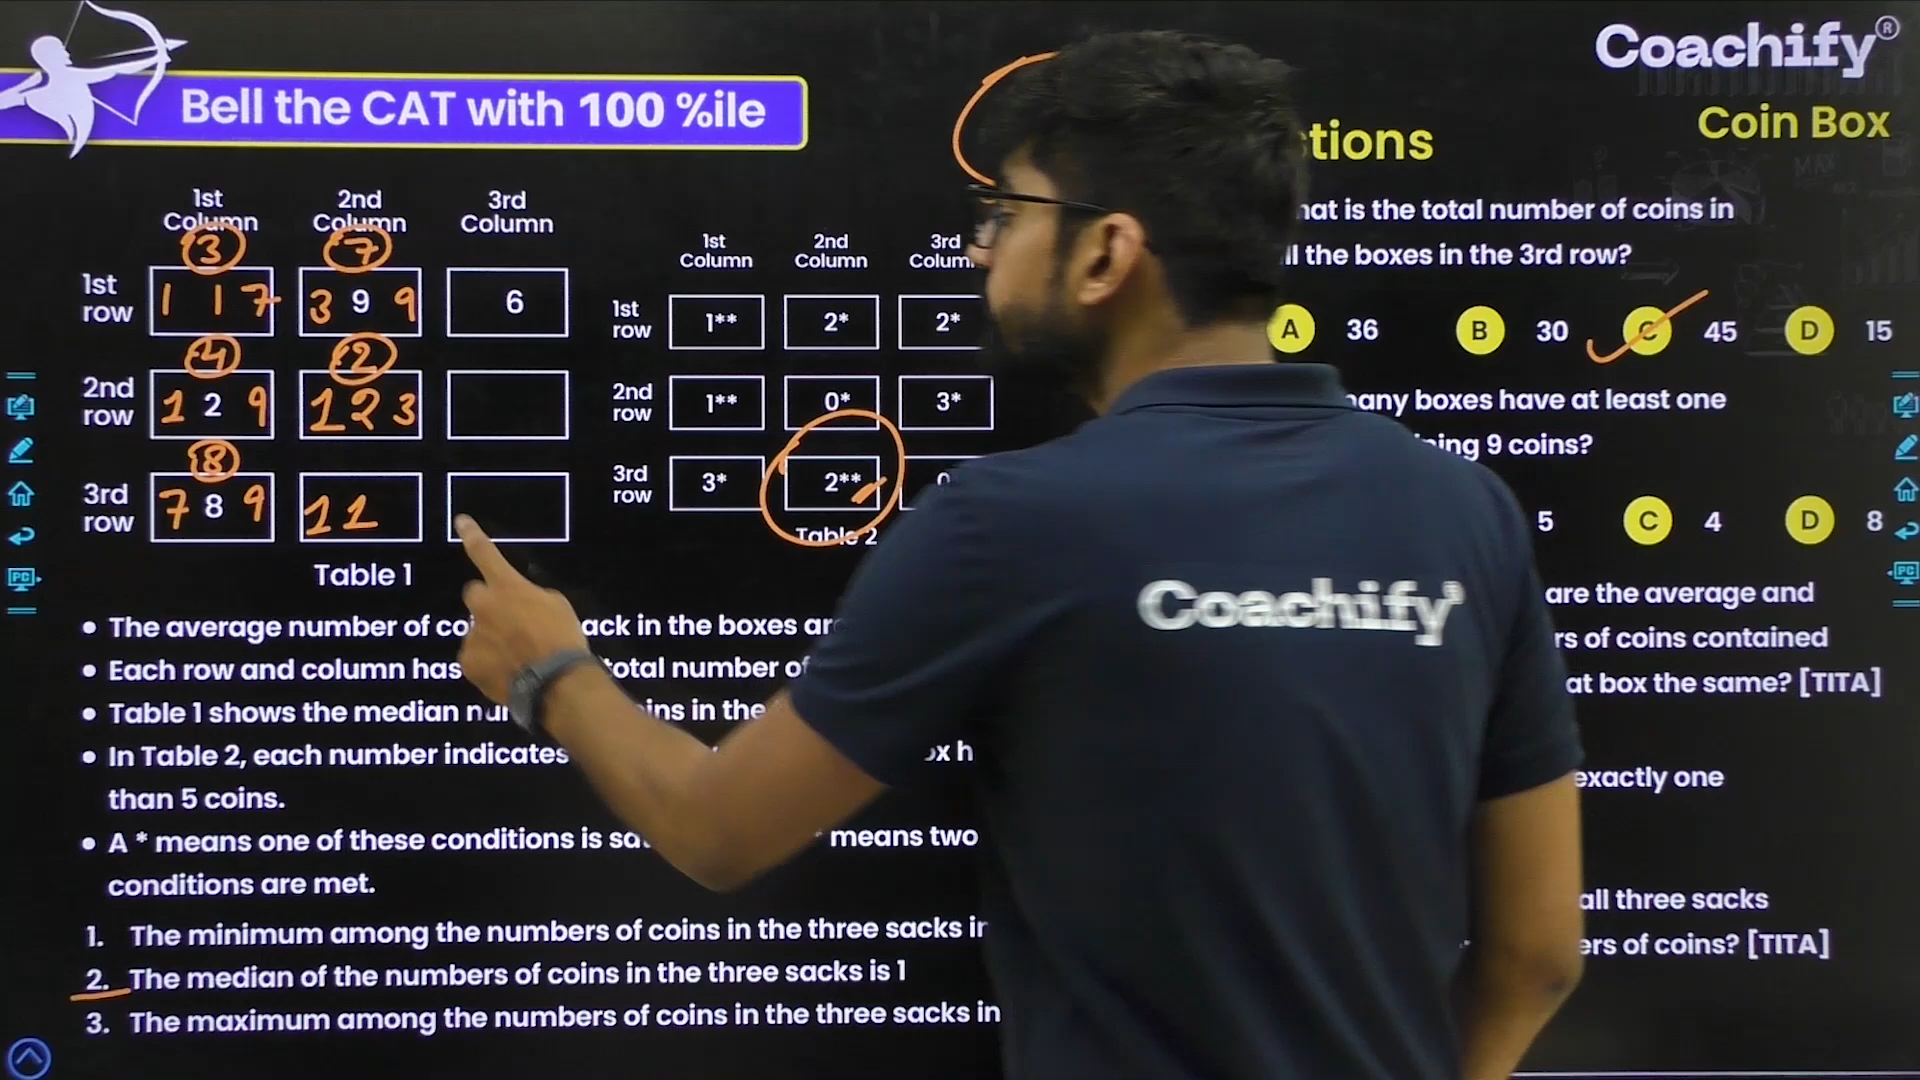 Coachify®
Bell the CAT with 100 %ile
Coin Box
tions
1st Column
2nd Column
3rd Column
3
7
1st row
1 1 7
3 9 9
6
4
2
2nd row
1 2 9
1 2 3
8
3rd row
7 8 9
1 1
Table 1
1st Column
2nd Column
3rd
1st row
1**
2*
2*
2nd row
1**
0*
3*
3rd row
3*
2**
Table 2
hat is the total number of coins in
ll the boxes in the 3rd row?
A 36
B 30
C 45
D 15
many boxes have at least one
ning 9 coins?
5
C 4
D 8
are the average and
rs of coins contained
at box the same? [TITA]
exactly one
all three sacks
ers of coins? [TITA]
• The average number of ack in the boxes
• Each row and column has total number of
• Table 1 shows the median ins in the
• In Table 2, each number indicates
than 5 coins.
• A * means one of these conditions is means two
conditions are met.
1. The minimum among the numbers of coins in the three sacks
2. The median of the numbers of coins in the three sacks is 1
3. The maximum among the numbers of coins in the three sacks in
Coachify
PC
PC